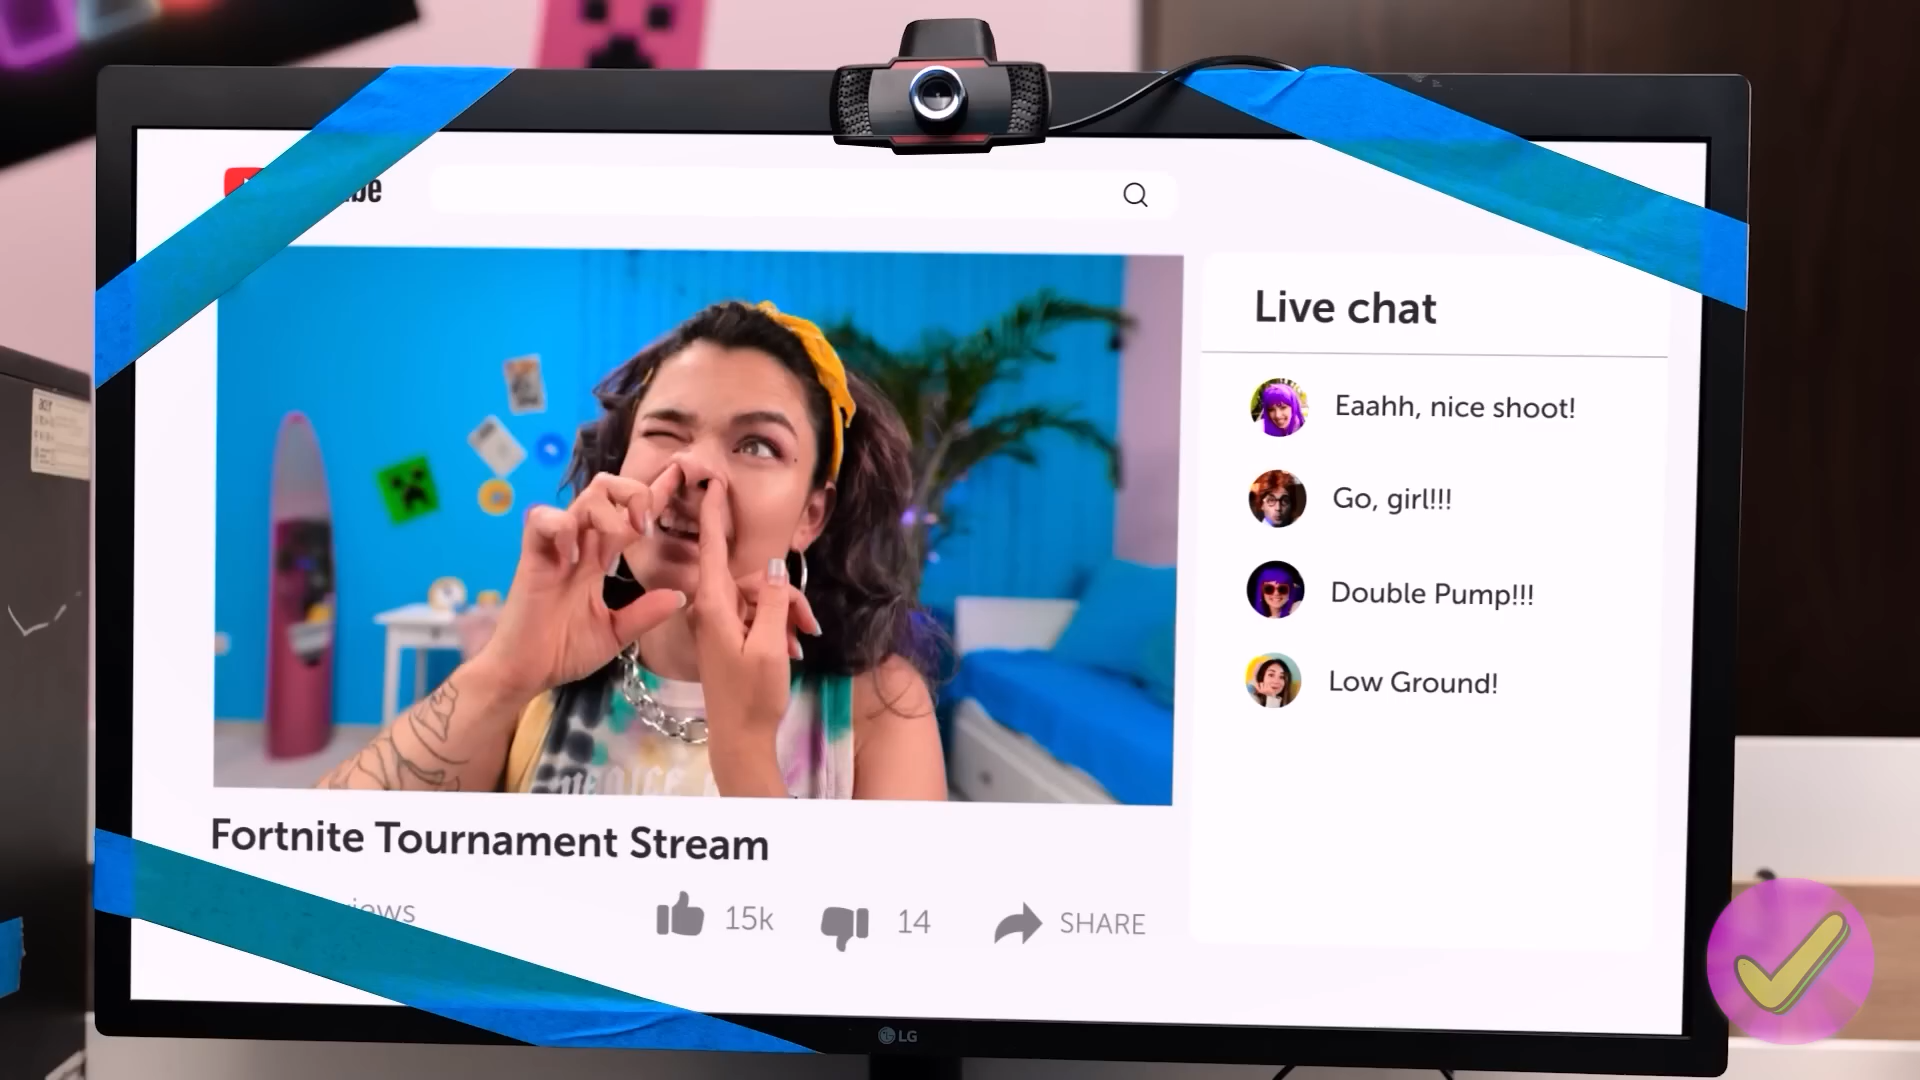 Live chat
Eaahh, nice shoot!
Go, girl!!!
Double Pump!!!
Low Ground!
Fortnite Tournament Stream
15k
14
SHARE
LG